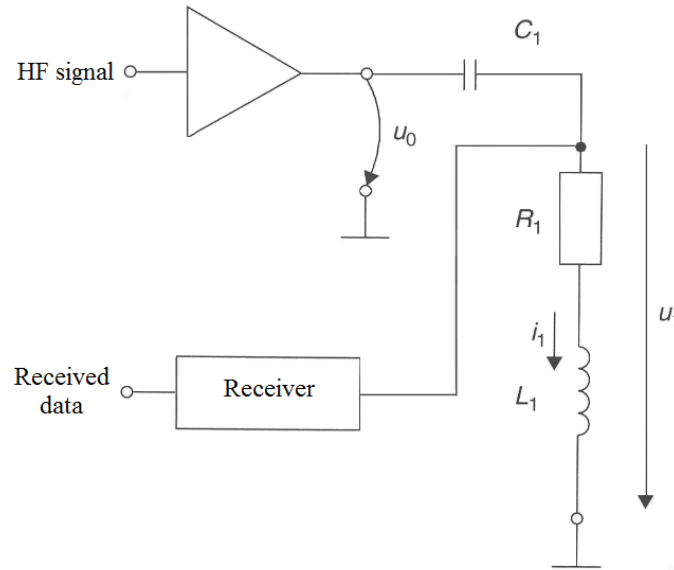 HF signal
C₁
u₀
R₁
u
i₁
L₁
Received
data
Receiver